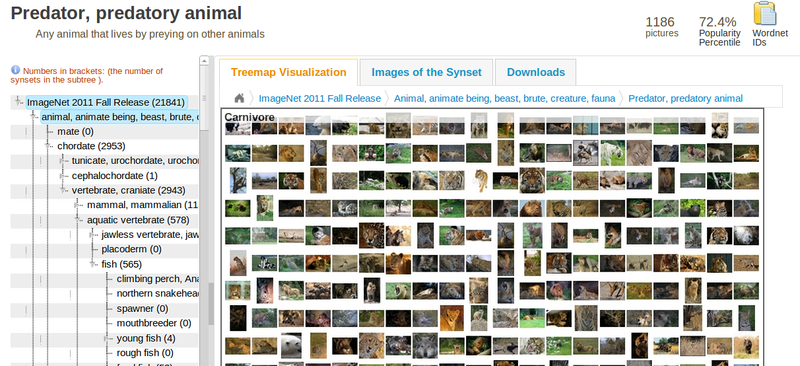 Predator, predatory animal
Any animal that lives by preying on other animals
1186
pictures
72.4%
Popularity
Percentile
Wordnet
IDs
Numbers in brackets: (the number of
synsets in the subtree ).
ImageNet 2011 Fall Release (21841)
animal, animate being, beast, brute, c
mate (0)
chordate (2953)
tunicate, urochordate, urochor
cephalochordate (1)
vertebrate, craniate (2943)
mammal, mammalian (11
aquatic vertebrate (578)
jawless vertebrate, jaw
placoderm (0)
fish (565)
climbing perch, Ana
northern snakehead
spawner (0)
mouthbreeder (0)
young fish (4)
rough fish (0)
Treemap Visualization
Images of the Synset
Downloads
ImageNet 2011 Fall Release
Animal, animate being, beast, brute, creature, fauna
Predator, predatory animal
Carnivore